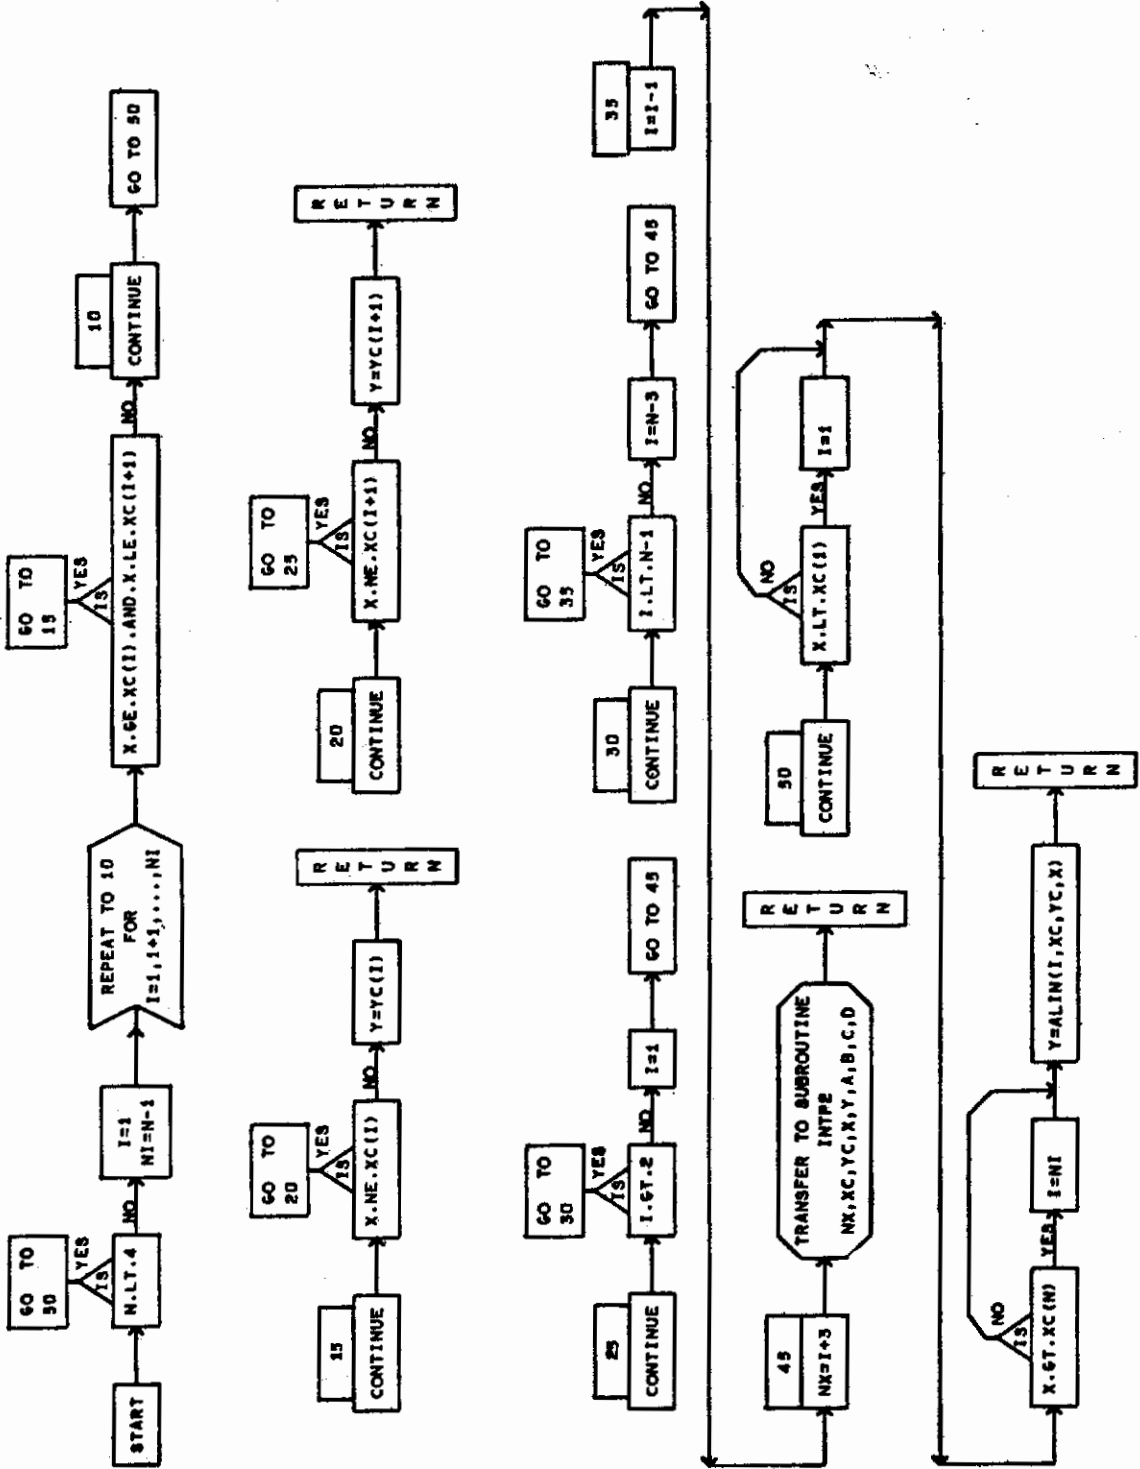 START
GO TO
50
YES
IS
N.LT.4
NO
I=1
NI=N-1
REPEAT TO 10
FOR
I=1,1+1,...,NI
GO TO
15
YES
IS
X.GE.XC(I).AND.X.LE.XC(I+1)
NO
10
CONTINUE
GO TO 50
15
CONTINUE
GO TO
20
YES
IS
X.NE.XC(I)
NO
Y=YC(I)
RETURN
20
CONTINUE
GO TO
25
YES
IS
X.NE.XC(I+1)
NO
Y=YC(I+1)
RETURN
25
CONTINUE
GO TO
30
YES
IS
I.GT.2
NO
I=1
GO TO 45
30
CONTINUE
GO TO
35
YES
IS
I.LT.N-1
NO
I=N-3
GO TO 45
35
I=I-1
45
NX=I+3
TRANSFER TO SUBROUTINE
INTP2
NX,XC,YC,X,Y,A,B,C,D
RETURN
50
CONTINUE
NO
IS
X.LT.XC(1)
YES
I=1
NO
IS
X.GT.XC(N)
YES
I=NI
Y=ALIN(I,XC,YC,X)
RETURN